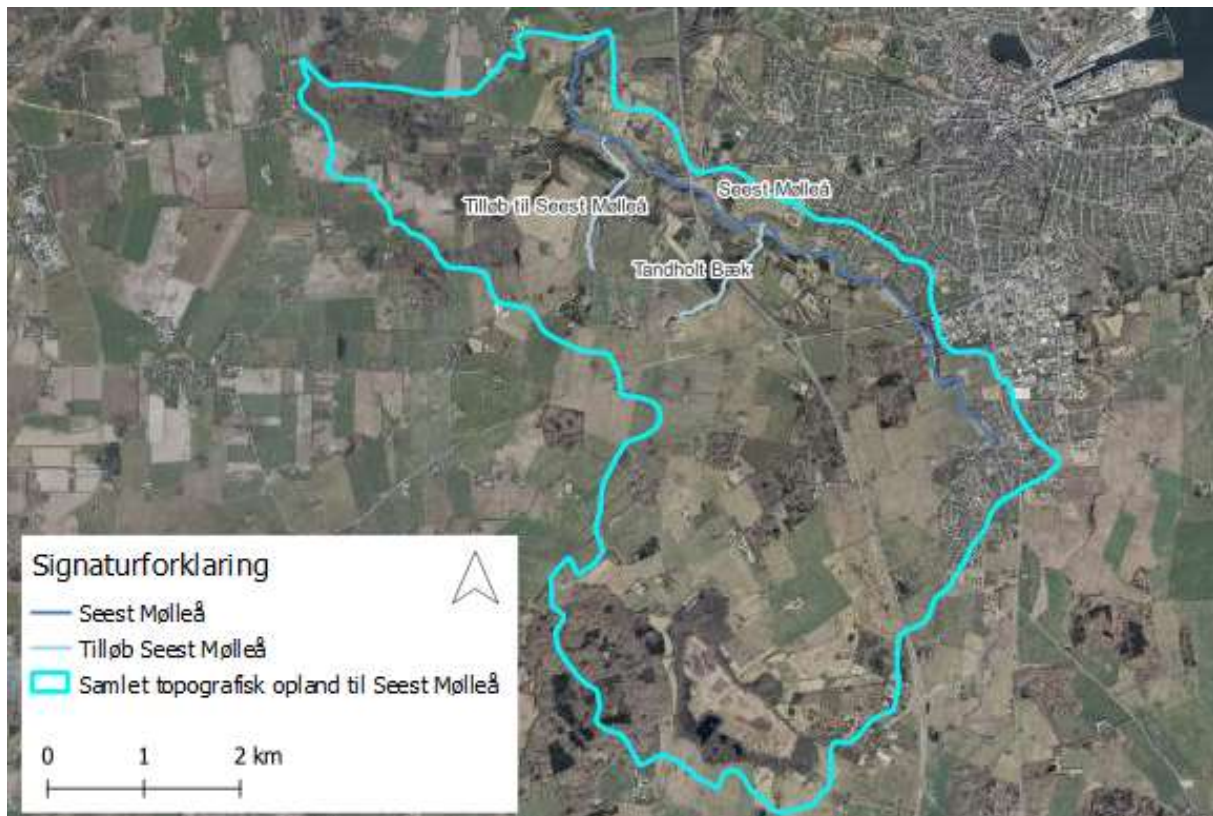 Seest Mølleå
Tilløb til Seest Mølleå
Tandholt Bæk
Signaturforklaring
Seest Mølleå
Tilløb Seest Mølleå
Samlet topografisk opland til Seest Mølleå
0 1 2 km